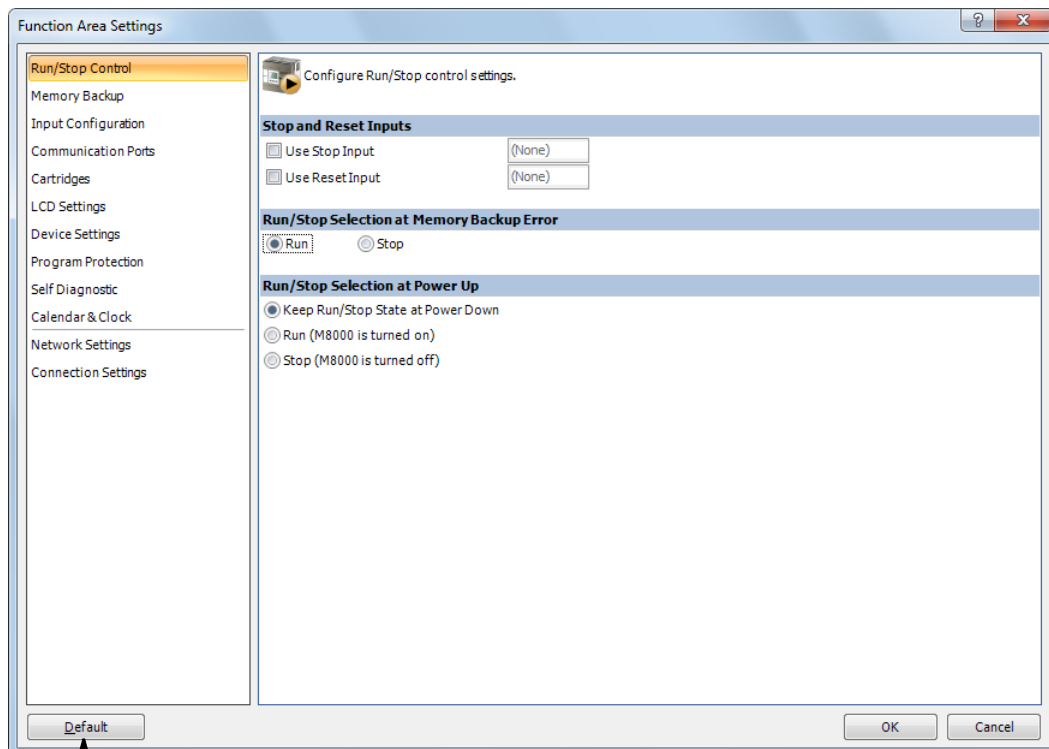 Function Area Settings
Run/Stop Control
Memory Backup
Input Configuration
Communication Ports
Cartridges
LCD Settings
Device Settings
Program Protection
Self Diagnostic
Calendar & Clock
Network Settings
Connection Settings
Configure Run/Stop control settings.
Stop and Reset Inputs
Use Stop Input (None)
Use Reset Input (None)
Run/Stop Selection at Memory Backup Error
Run Stop
Run/Stop Selection at Power Up
Keep Run/Stop State at Power Down
Run (M8000 is turned on)
Stop (M8000 is turned off)
Default OK Cancel